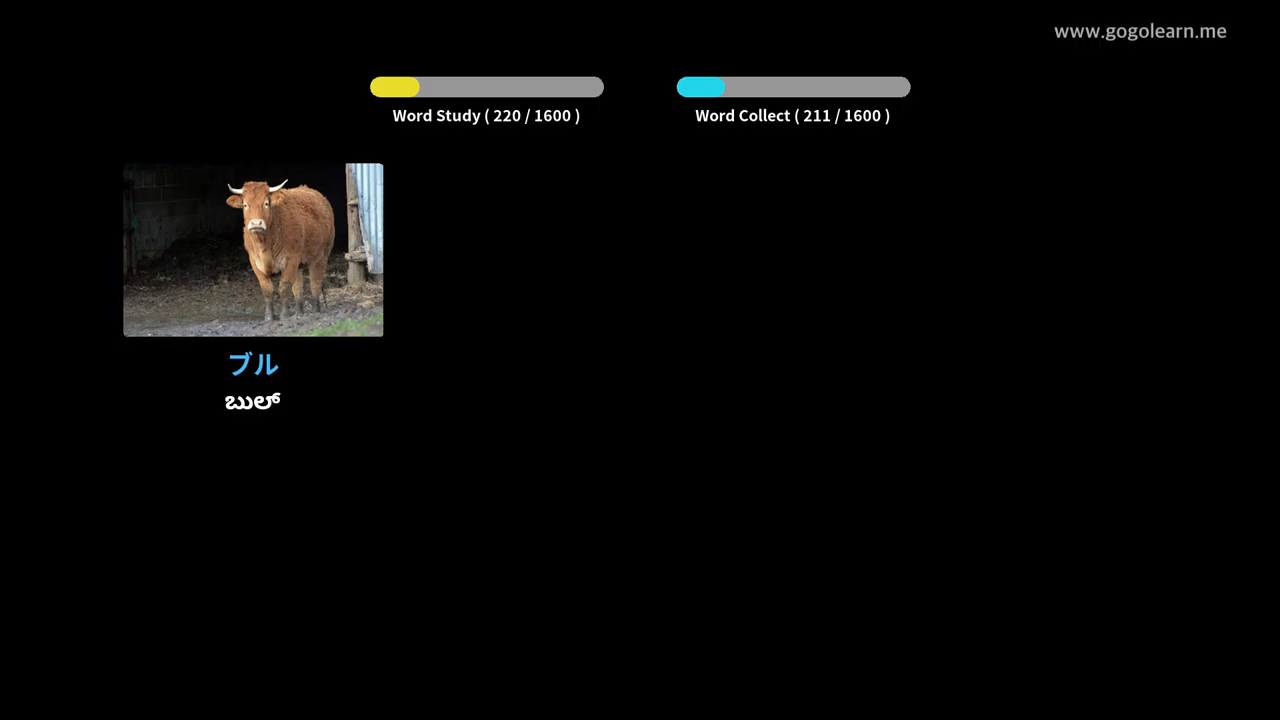 www.gogolearn.me
Word Study ( 220 / 1600 )
Word Collect ( 211 / 1600 )
ブル
ಬುಲ್